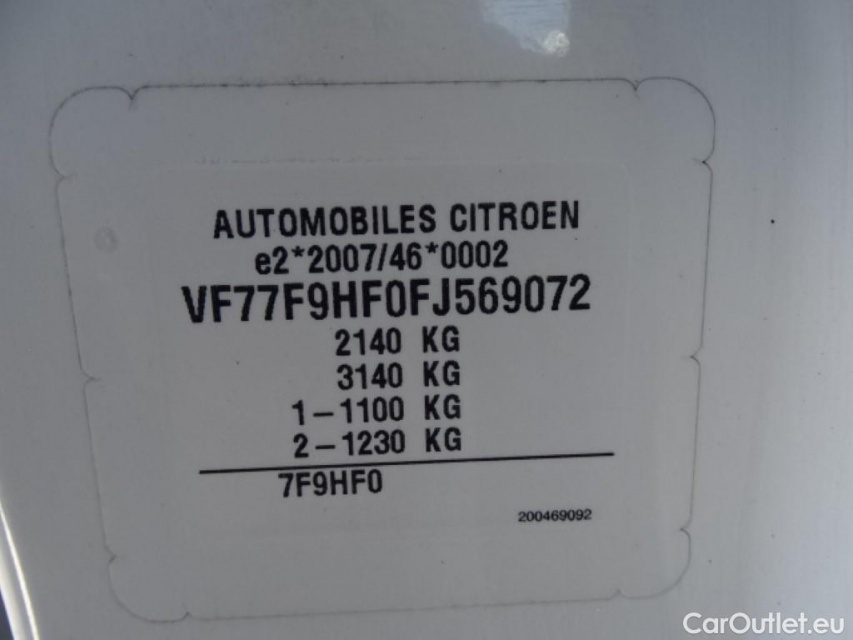 AUTOMOBILES CITROEN
e2*2007/46*0002
VF77F9HF0FJ569072
2140 KG
3140 KG
1-1100 KG
2-1230 KG
7F9HF0
200469092
CarOutlet.eu